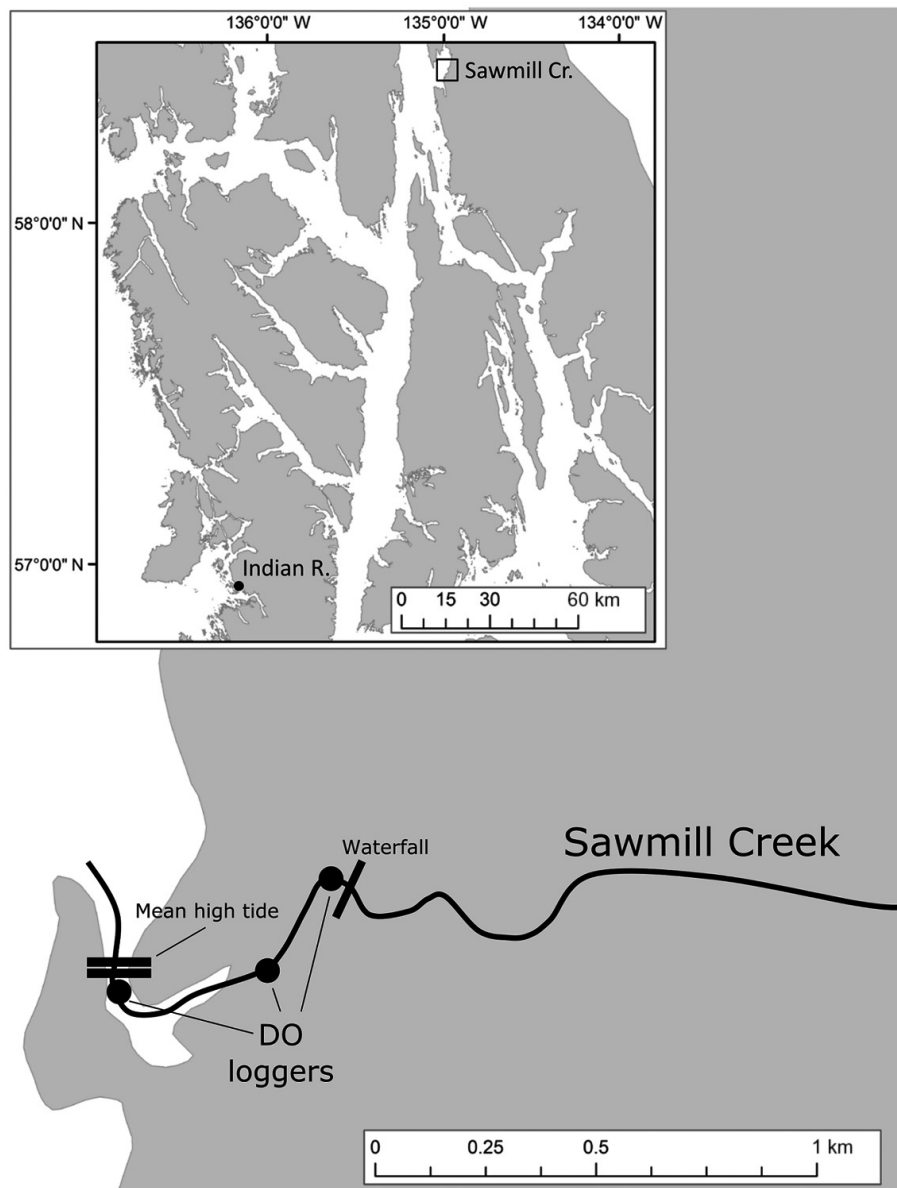 136°0'0" W 135°0'0" W 134°0'0" W
Sawmill Cr.
58°0'0" N
57°0'0" N
Indian R.
0 15 30 60 km
Waterfall
Sawmill Creek
Mean high tide
DO
loggers
0 0.25 0.5 1 km